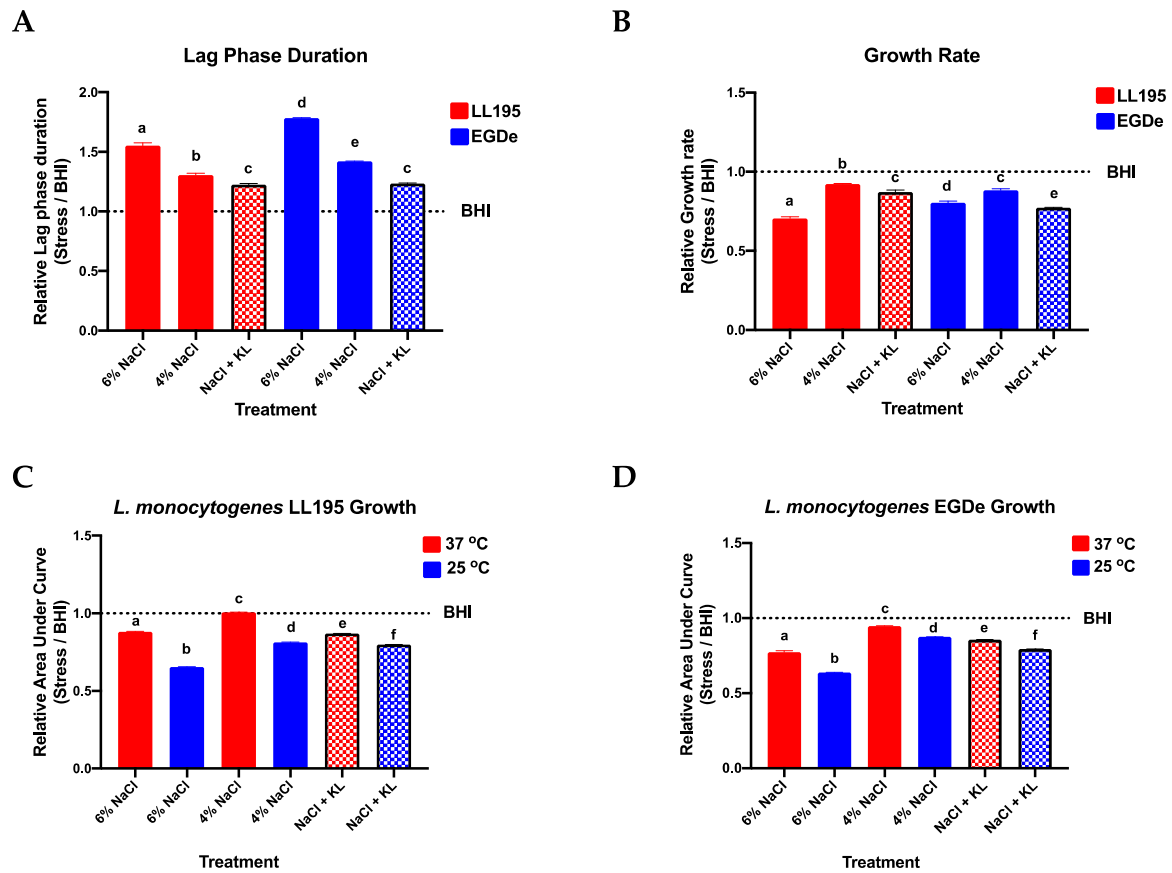 A
Lag Phase Duration
Relative Lag phase duration
(Stress / BHI)
2.0
1.5
1.0
0.5
0.0
a
b
c
d
e
c
LL195
EGDe
BHI
6% NaCl
4% NaCl
NaCl + KL
6% NaCl
4% NaCl
NaCl + KL
Treatment
B
Growth Rate
Relative Growth rate
(Stress / BHI)
1.5
1.0
0.5
0.0
a
b
c
d
c
e
LL195
EGDe
BHI
6% NaCl
4% NaCl
NaCl + KL
6% NaCl
4% NaCl
NaCl + KL
Treatment
C
L. monocytogenes LL195 Growth
Relative Area Under Curve
(Stress / BHI)
1.5
1.0
0.5
0.0
a
b
c
d
e
f
37 °C
25 °C
BHI
6% NaCl
6% NaCl
4% NaCl
4% NaCl
NaCl + KL
NaCl + KL
Treatment
D
L. monocytogenes EGDe Growth
Relative Area Under Curve
(Stress / BHI)
1.5
1.0
0.5
0.0
a
b
c
d
e
f
37 °C
25 °C
BHI
6% NaCl
6% NaCl
4% NaCl
4% NaCl
NaCl + KL
NaCl + KL
Treatment